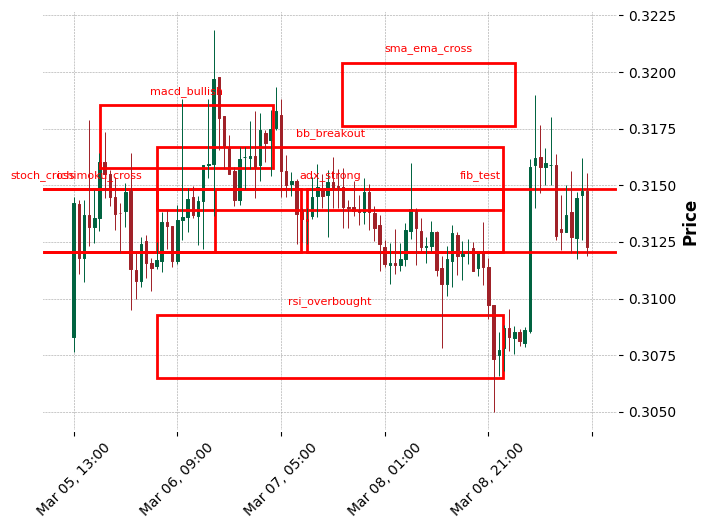 0.3225
sma_ema_cross
0.3200
macd_bullish
0.3175
bb_breakout
stoch_cross
ichimoku_cross
adx_strong
fib_test
0.3150
Price
0.3125
rsi_overbought
0.3100
0.3075
0.3050
Mar 05, 13:00
Mar 06, 09:00
Mar 07, 05:00
Mar 08, 01:00
Mar 08, 21:00